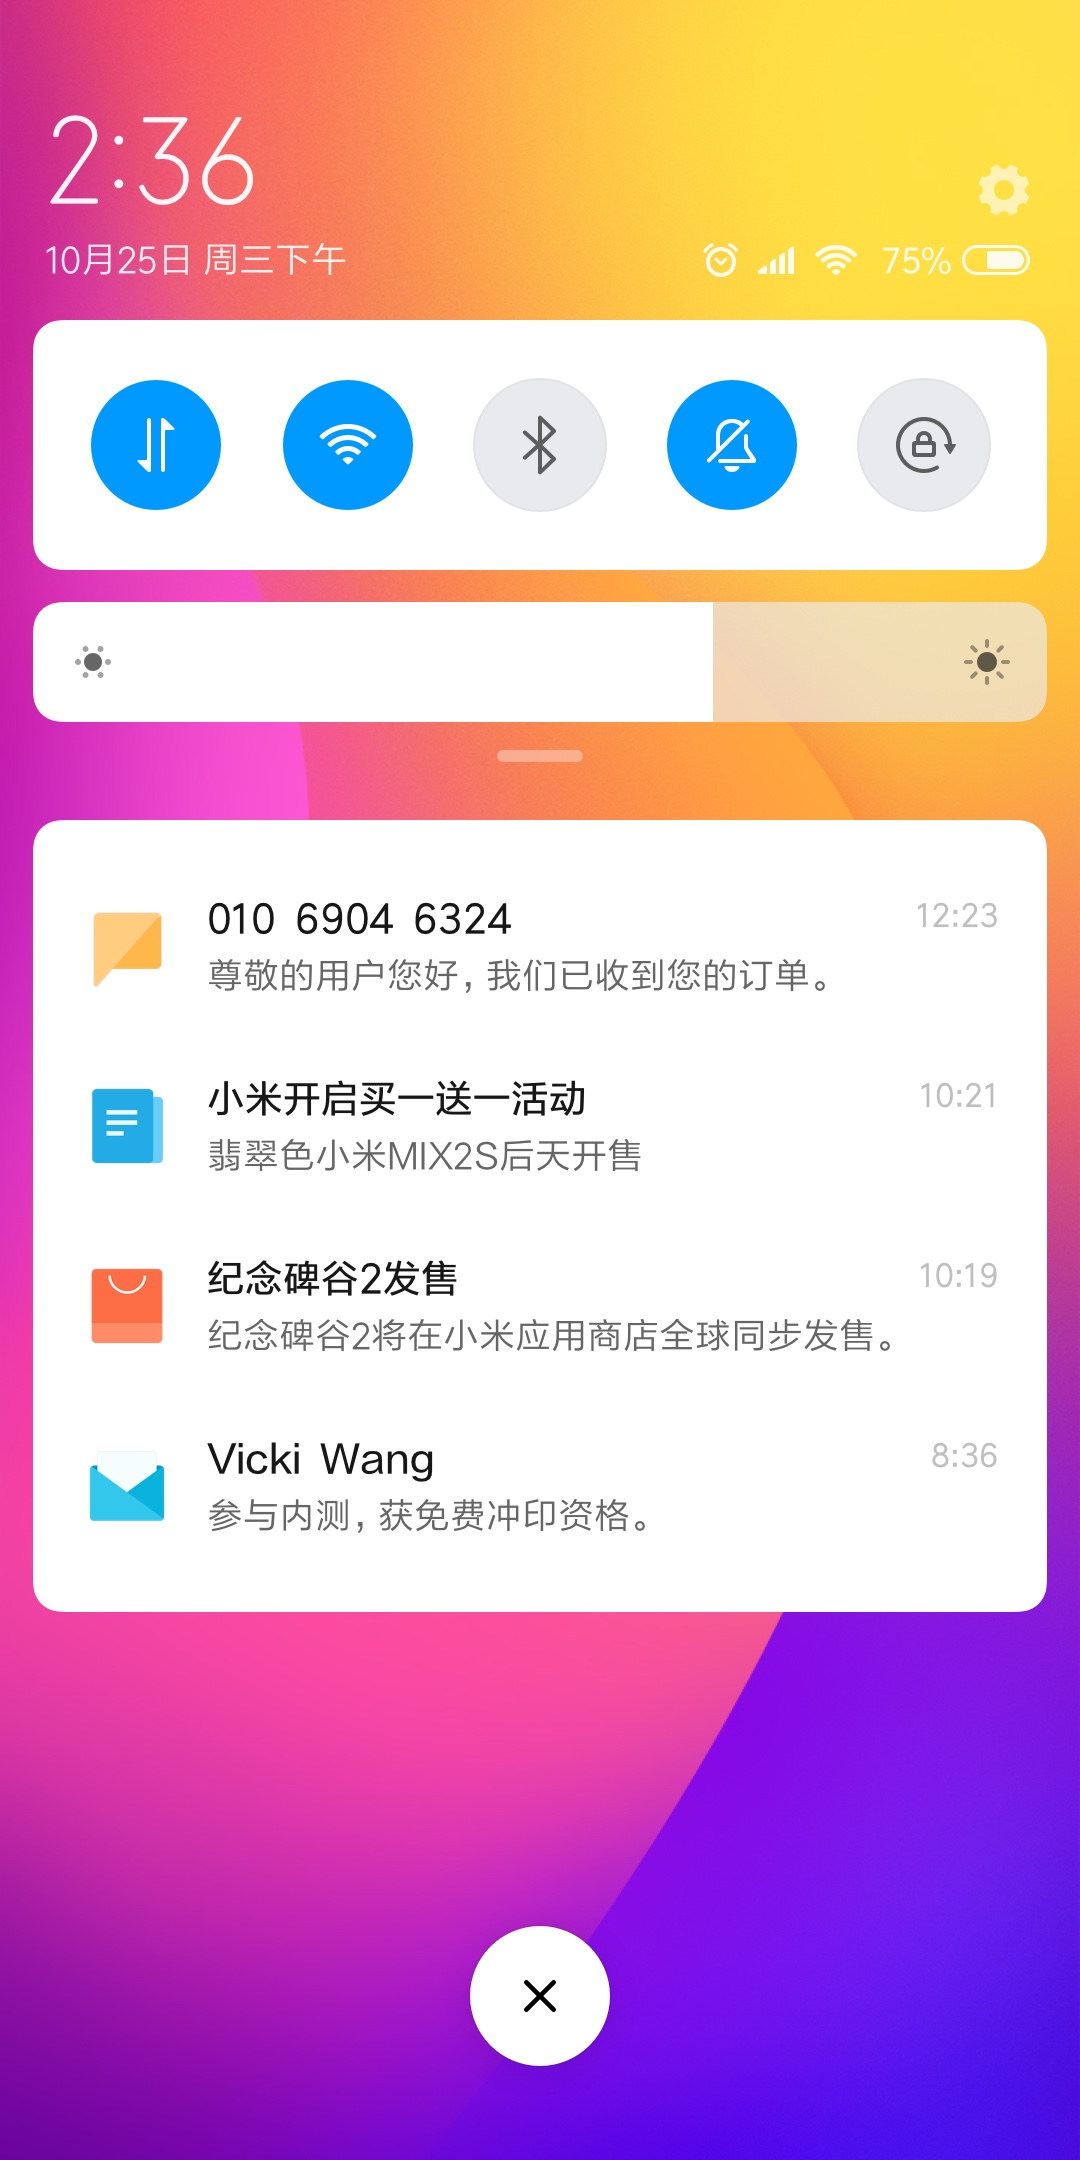 2:36
10月25日 周三下午
75%
010 6904 6324
12:23
尊敬的用户您好，我们已收到您的订单。
小米开启买一送一活动
10:21
翡翠色小米MIX2S后天开售
纪念碑谷2发售
10:19
纪念碑谷2将在小米应用商店全球同步发售。
Vicki Wang
8:36
参与内测，获免费冲印资格。